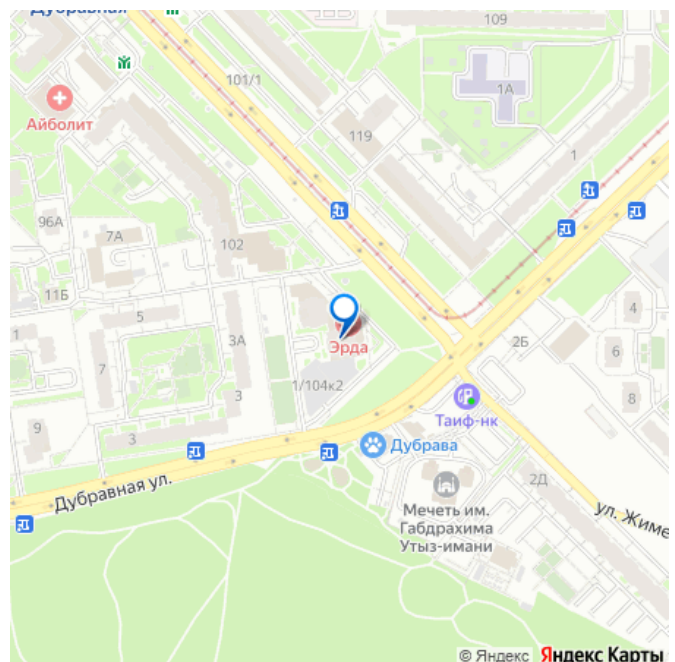 Дубравная
109
101/1
1А
Айболит
119
1
96А
7А
102
11Б
5
4
1
3А
Эрда
2Б
6
7
1/104к2
3
8
Таиф-нк
9
3
Дубрава
Дубравная ул.
2Д
Мечеть им.
Габдрахима
Утыз-имани
ул. Жиме
© Яндекс Яндекс Карты